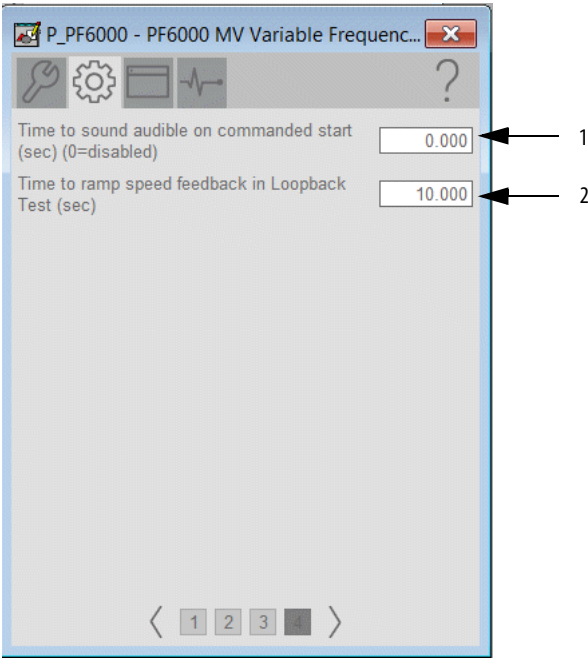 P_PF6000 - PF6000 MV Variable Frequenc...
?
Time to sound audible on commanded start
(sec) (0=disabled)
0.000
1
Time to ramp speed feedback in Loopback
Test (sec)
10.000
2
1 2 3 4